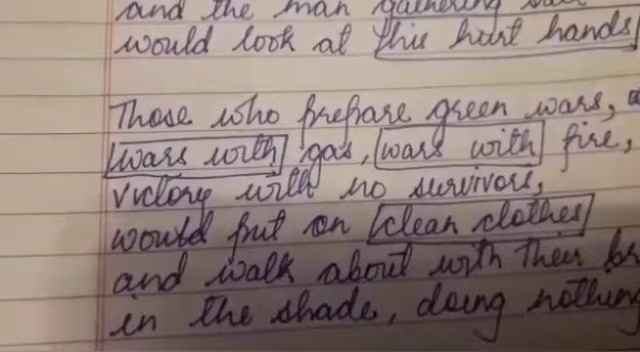 and the man gathering
would look at this hurt hands
Those who prepare green wars,
wars with gas, wars with fire,
victory with no survivors,
would put on clean clothes
and walk about with their
in the shade, doing nothing